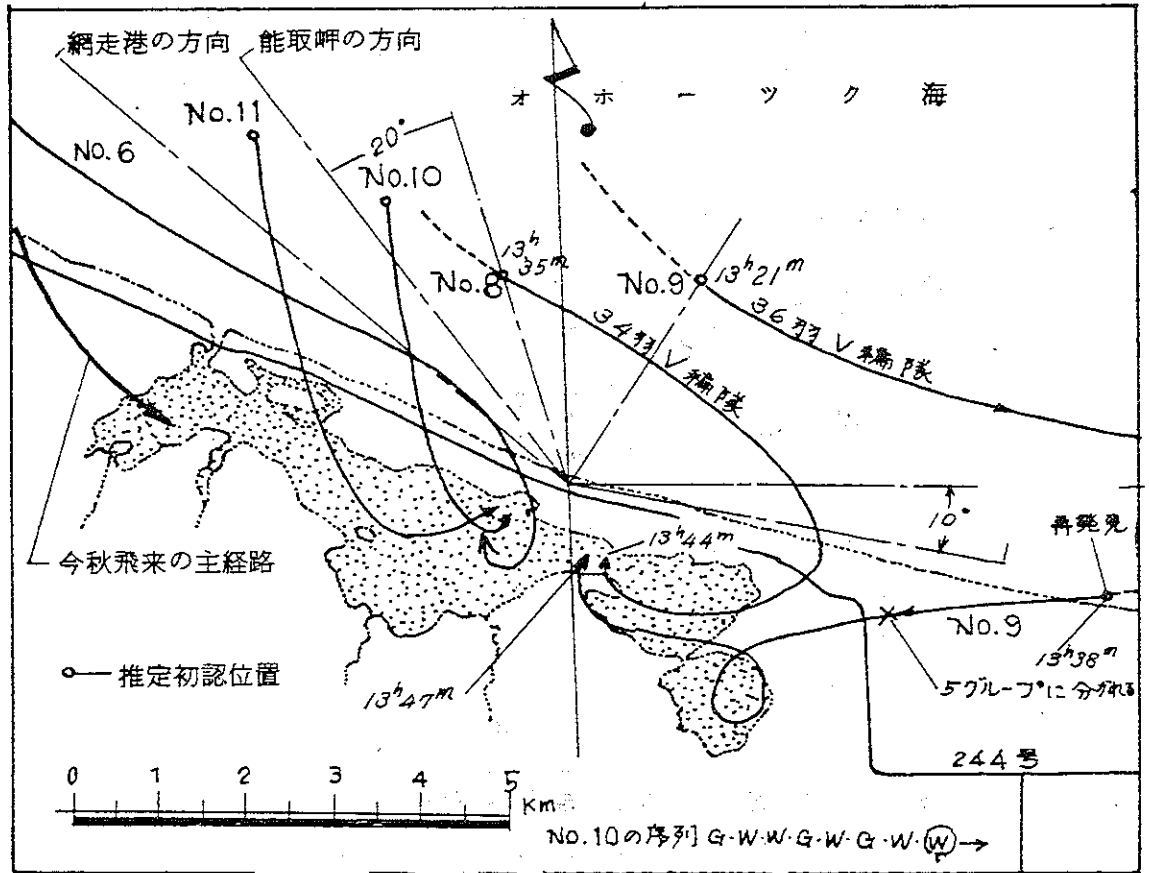 網走港の方向 能取岬の方向
オホーツク海
No.11
20°
No.6
No.10
13h 35m
No.8
No.9
13h21m
36羽 V編隊
34羽 V編隊
10°
再発見
13h44m
今秋飛来の主経路
No.9
13h38m
推定初認位置
13h47m
5グループに分かれる
244号
0 1 2 3 4 5 Km
No.10の序列 G・W・W・G・W・G・W・W→